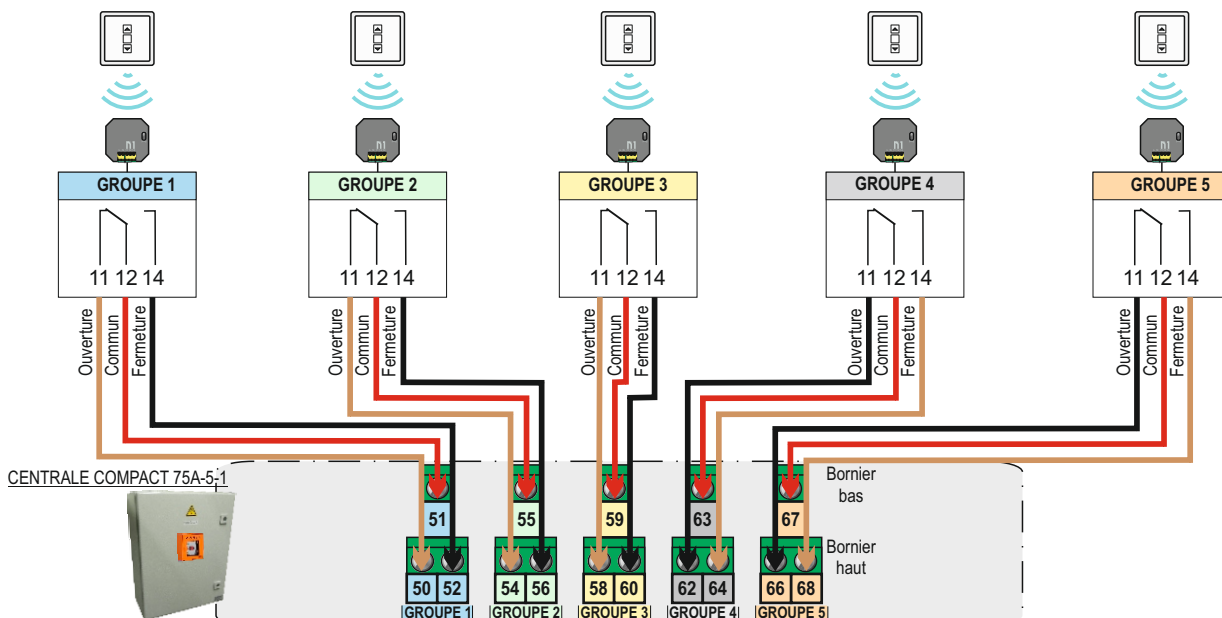 GROUPE 1 GROUPE 2 GROUPE 3 GROUPE 4 GROUPE 5
11 12 14 11 12 14 11 12 14 11 12 14 11 12 14
Ouverture Commun Fermeture Ouverture Commun Fermeture Ouverture Commun Fermeture Ouverture Commun Fermeture Ouverture Commun Fermeture
CENTRALE COMPACT 75A-5-1
Bornier
bas
51 55 59 63 67
Bornier
haut
50 52 54 56 58 60 62 64 66 68
GROUPE 1 GROUPE 2 GROUPE 3 GROUPE 4 GROUPE 5